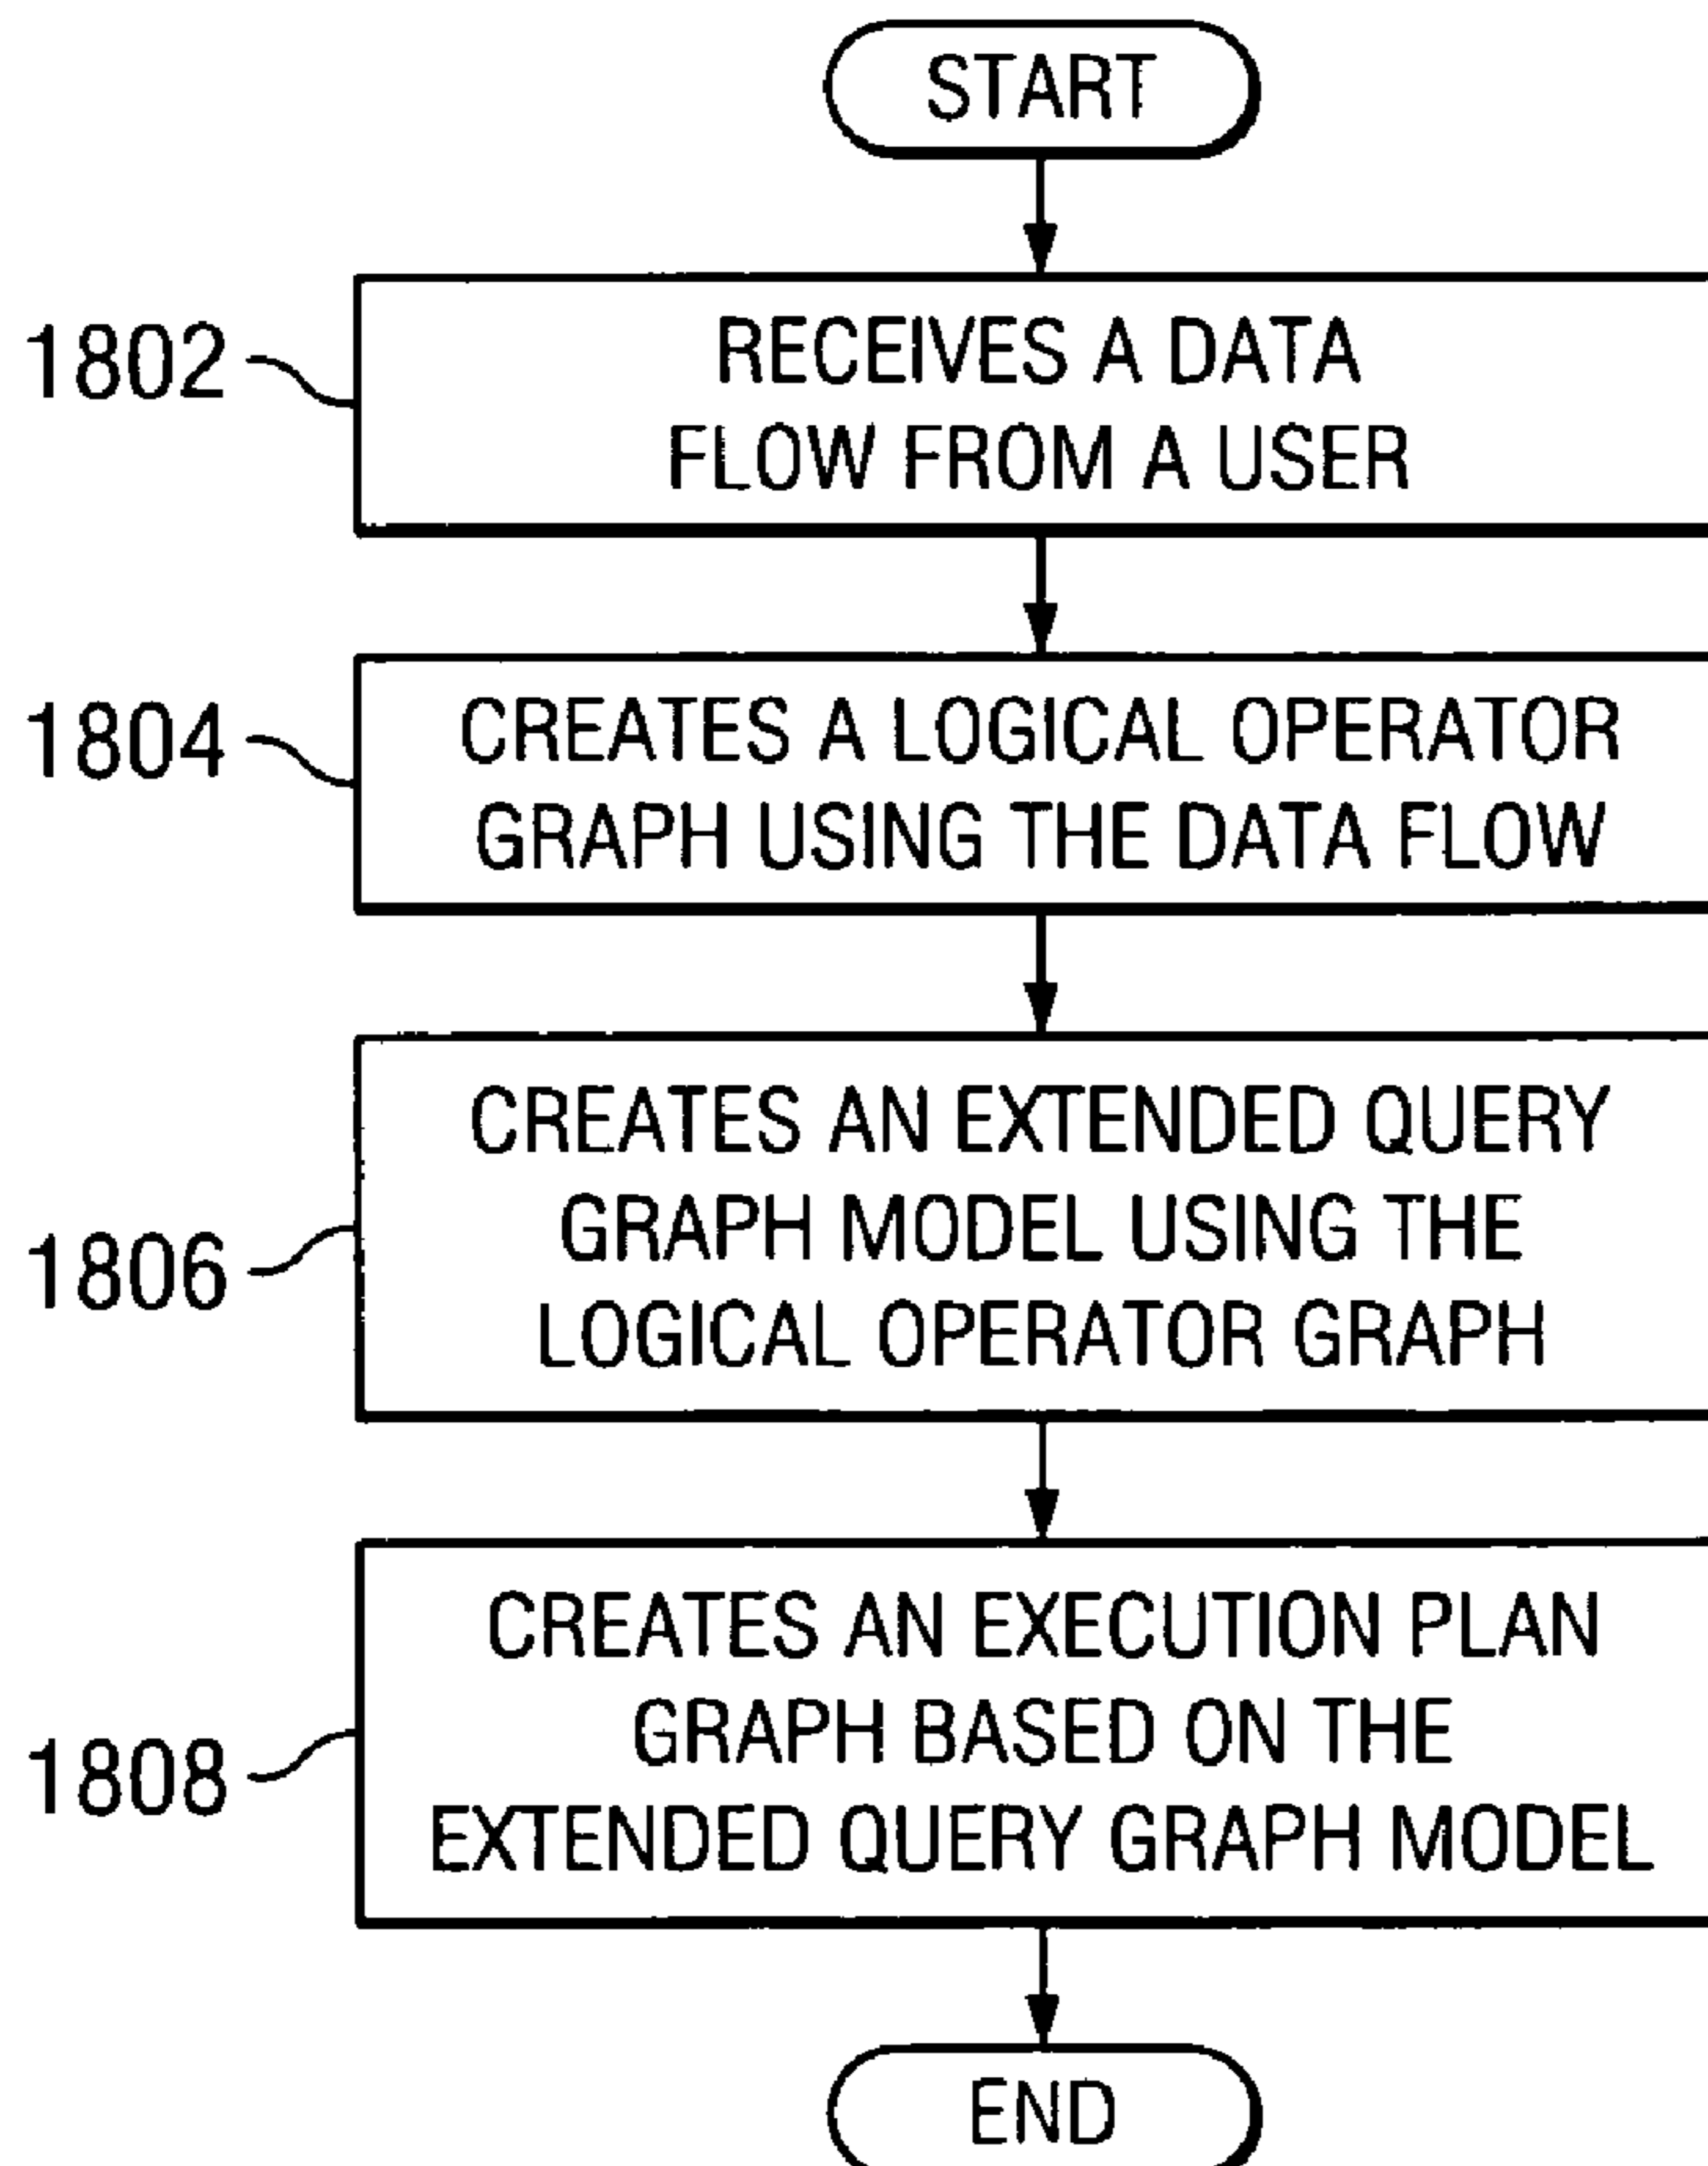 START
1802
RECEIVES A DATA
FLOW FROM A USER
1804
CREATES A LOGICAL OPERATOR
GRAPH USING THE DATA FLOW
1806
CREATES AN EXTENDED QUERY
GRAPH MODEL USING THE
LOGICAL OPERATOR GRAPH
1808
CREATES AN EXECUTION PLAN
GRAPH BASED ON THE
EXTENDED QUERY GRAPH MODEL
END